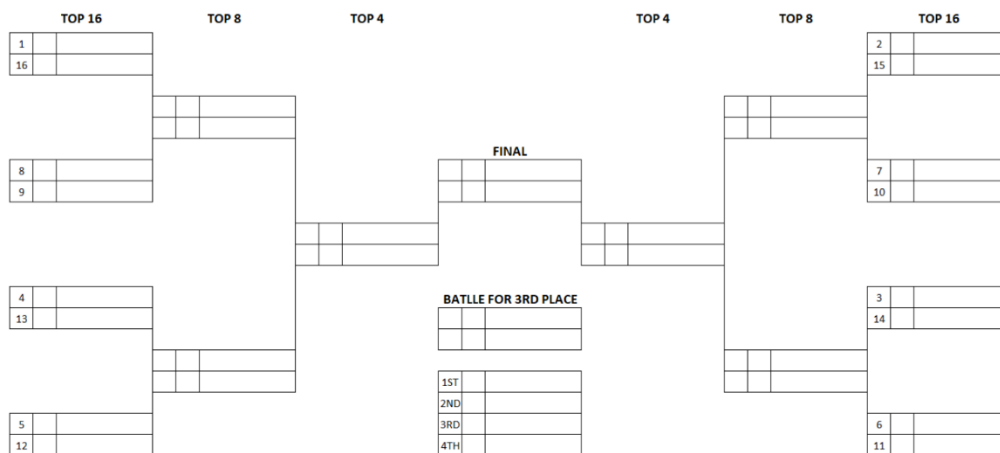 TOP 16 TOP 8 TOP 4 TOP 4 TOP 8 TOP 16
1 2
16 15
FINAL
8 7
9 10
4 BATLLE FOR 3RD PLACE 3
13 14
1ST
2ND
5 3RD 6
12 4TH 11